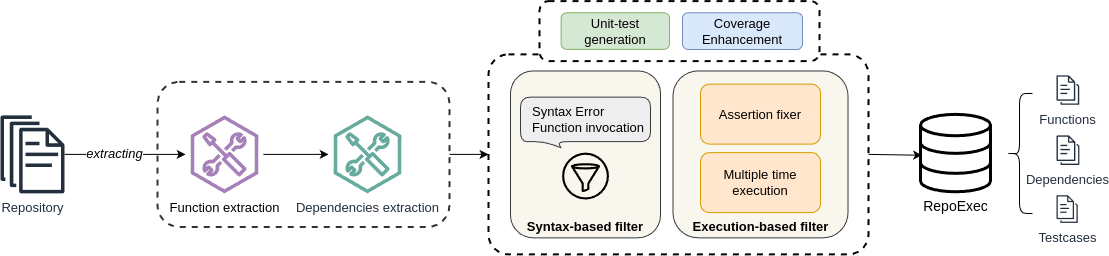 Repository
extracting
Function extraction
Dependencies extraction
Unit-test
generation
Coverage
Enhancement
Syntax Error
Function invocation
Syntax-based filter
Assertion fixer
Multiple time
execution
Execution-based filter
RepoExec
Functions
Dependencies
Testcases